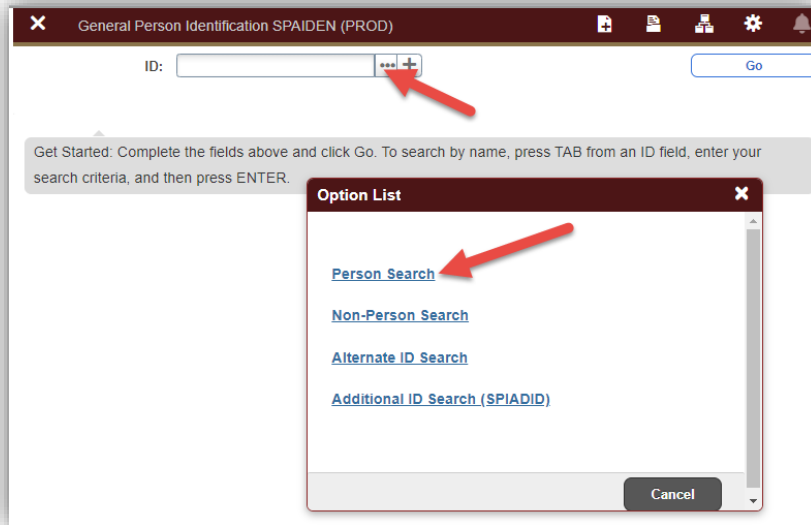 General Person Identification SPAIDEN (PROD)
ID:
Go
Get Started: Complete the fields above and click Go. To search by name, press TAB from an ID field, enter your
search criteria, and then press ENTER.
Option List
Person Search
Non-Person Search
Alternate ID Search
Additional ID Search (SPIADID)
Cancel